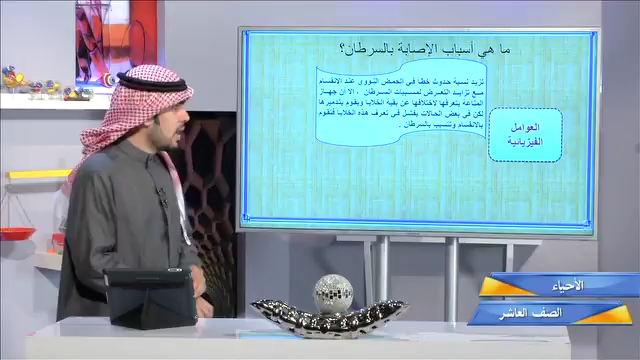 ما هي أسباب الإصابة بالسرطان؟
تزيد نسبة حدوث خطأ في الحمض النووي عند الانقسام
مع تزايد التعرض لمسببات السرطان ، الا ان جهاز
المناعة يتعرفها لاختلافها عن بقية الخلايا ويقوم بتدميرها
لكن في بعض الحالات يفشل في تعرف هذه الخلايا فتقوم
بالانقسام وتتسبب بالسرطان .
العوامل
الفيزيائية
الأحياء
الصف العاشر